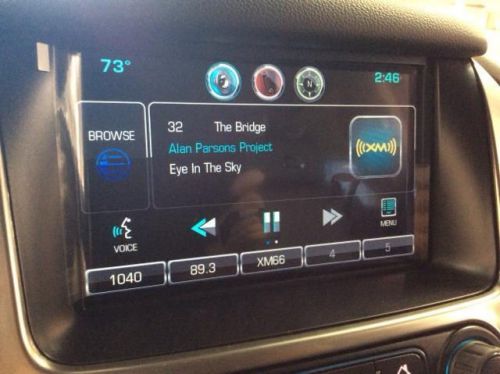 73°
N
2:46
BROWSE
32 The Bridge
Alan Parsons Project
Eye In The Sky
((XM))
VOICE
MENU
1040
89.3
XM66
4
5